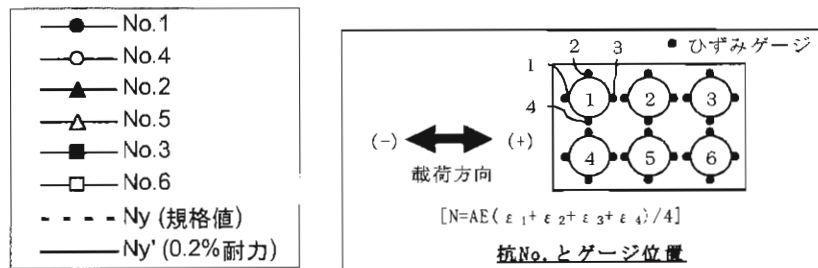 No.1
No.4
No.2
No.5
No.3
No.6
Ny (規格値)
Ny' (0.2%耐力)
ひずみゲージ
2
3
1
1 2 3
4
(-) (+)
載荷方向
4 5 6
[N=AE(ε1+ε2+ε3+ε4)/4]
杭No.とゲージ位置